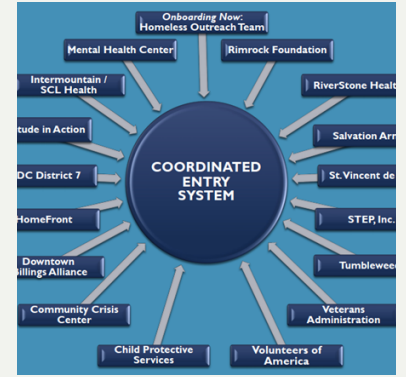 Onboarding Now:
Homeless Outreach Team
Mental Health Center
Rimrock Foundation
Intermountain /
SCL Health
RiverStone Healt
tude in Action
Salvation Arm
COORDINATED
ENTRY
SYSTEM
DC District 7
St. Vincent de
HomeFront
STEP, Inc.
Downtown
Billings Alliance
Tumblewee
Community Crisis
Center
Veterans
Administration
Child Protective
Services
Volunteers of
America